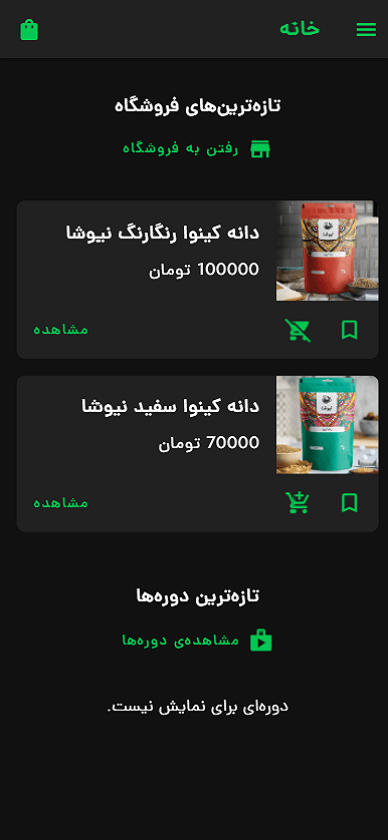 خانه
تازه‌ترین‌های فروشگاه
رفتن به فروشگاه
دانه کینوا رنگارنگ نیوشا
100000 تومان
مشاهده
دانه کینوا سفید نیوشا
70000 تومان
مشاهده
تازه‌ترین دوره‌ها
مشاهده‌ی دوره‌ها
دوره‌ای برای نمایش نیست.